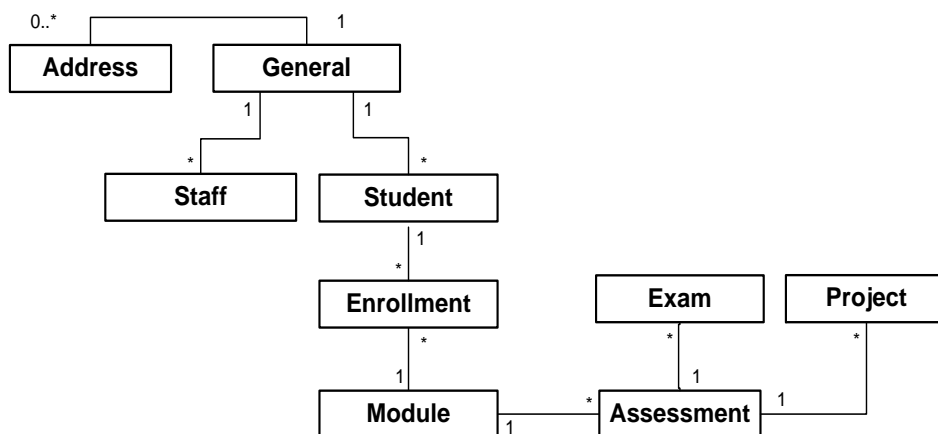 0..* 1
Address General
1 1
* *
Staff Student
1
*
Enrollment Exam Project
* * *
1 1 1
Module * Assessment
1